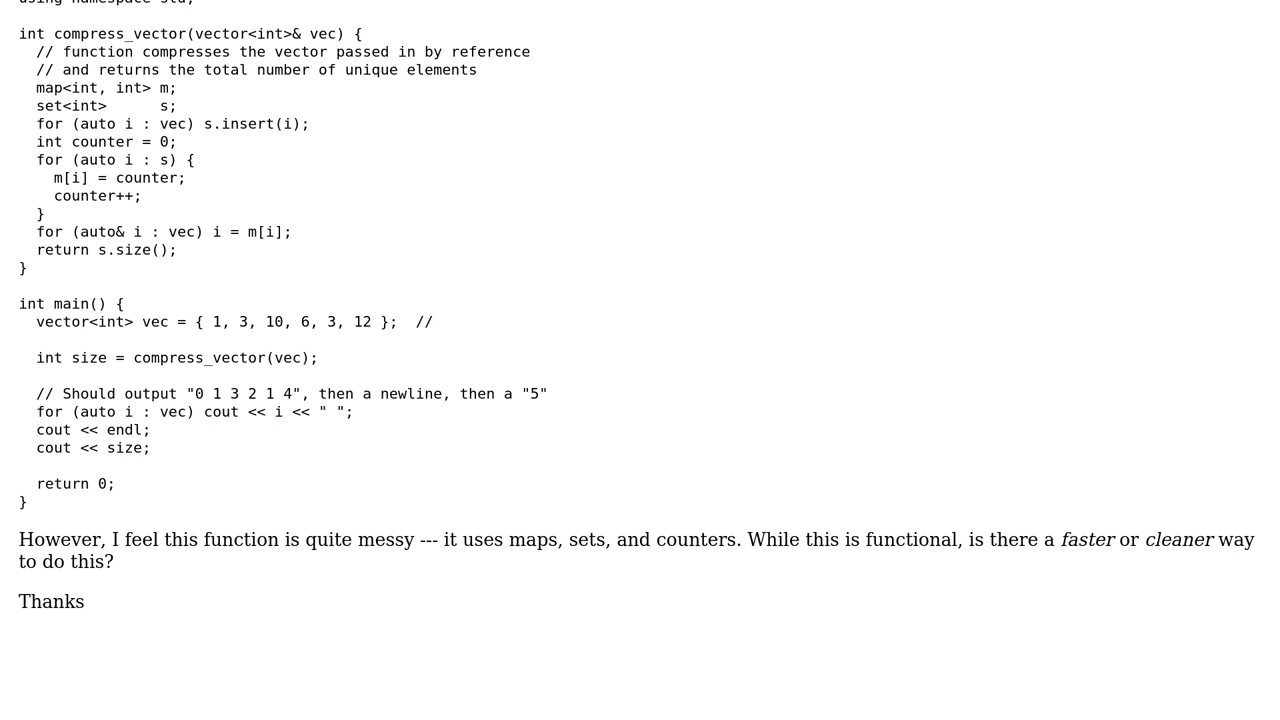 using namespace std;
int compress_vector(vector<int>& vec) {
  // function compresses the vector passed in by reference
  // and returns the total number of unique elements
  map<int, int> m;
  set<int>      s;
  for (auto i : vec) s.insert(i);
  int counter = 0;
  for (auto i : s) {
    m[i] = counter;
    counter++;
  }
  for (auto& i : vec) i = m[i];
  return s.size();
}
int main() {
  vector<int> vec = { 1, 3, 10, 6, 3, 12 };  //
  int size = compress_vector(vec);
  // Should output "0 1 3 2 1 4", then a newline, then a "5"
  for (auto i : vec) cout << i << " ";
  cout << endl;
  cout << size;
  return 0;
}
However, I feel this function is quite messy --- it uses maps, sets, and counters. While this is functional, is there a faster or cleaner way
to do this?
Thanks